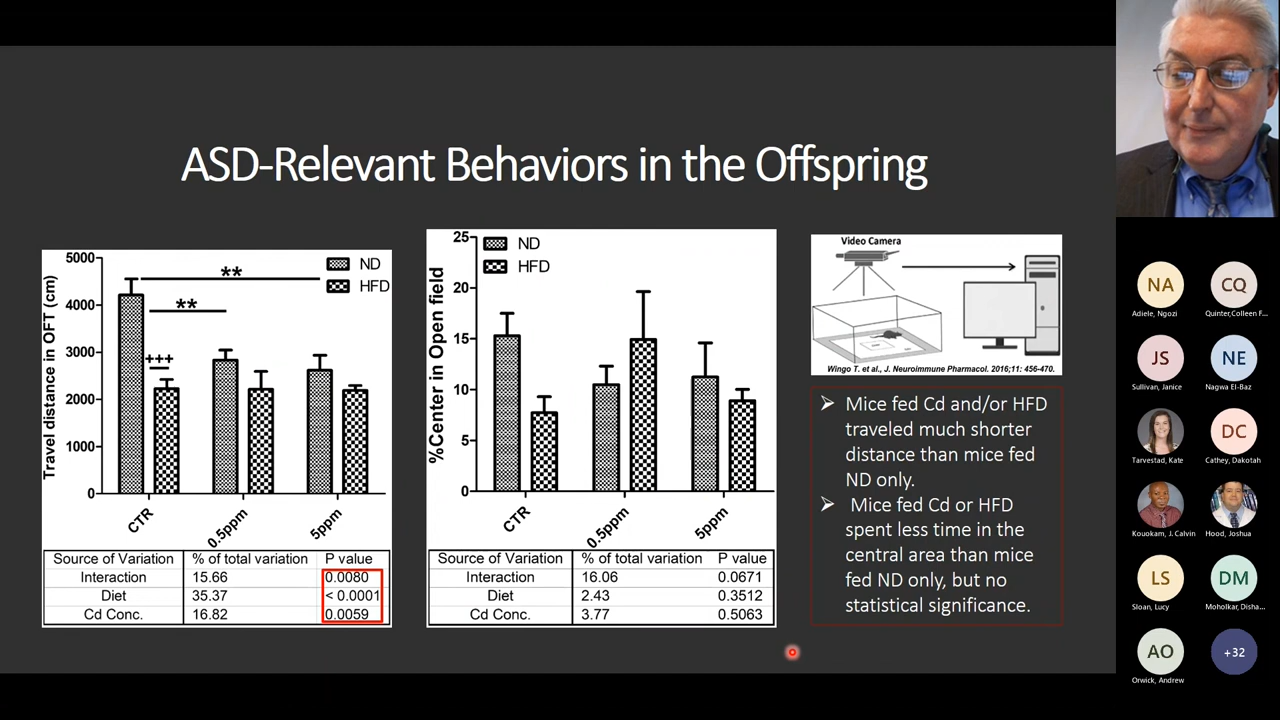 ASD-Relevant Behaviors in the Offspring
Travel distance in OFT (cm)
5000
4000
3000
2000
1000
0
**
**
+++
ND
HFD
CTR
0.5ppm
5ppm
Source of Variation % of total variation P value
Interaction 15.66 0.0080
Diet 35.37 < 0.0001
Cd Conc. 16.82 0.0059
%Center in Open field
25
20
15
10
5
0
ND
HFD
CTR
0.5ppm
5ppm
Source of Variation % of total variation P value
Interaction 16.06 0.0671
Diet 2.43 0.3512
Cd Conc. 3.77 0.5063
Video Camera
Wingo T. et al., J. Neuroimmune Pharmacol. 2016;11: 456-470.
Mice fed Cd and/or HFD
traveled much shorter
distance than mice fed
ND only.
Mice fed Cd or HFD
spent less time in the
central area than mice
fed ND only, but no
statistical significance.
NA
CQ
Adiele, Ngozi
Quinter,Colleen F...
JS
NE
Sullivan, Janice
Nagwa El-Baz
DC
Tarvestad, Kate
Cathey, Dakotah
Kouokam, J. Calvin
Hood, Joshua
LS
DM
Sloan, Lucy
Moholkar, Disha...
AO
+32
Orwick, Andrew